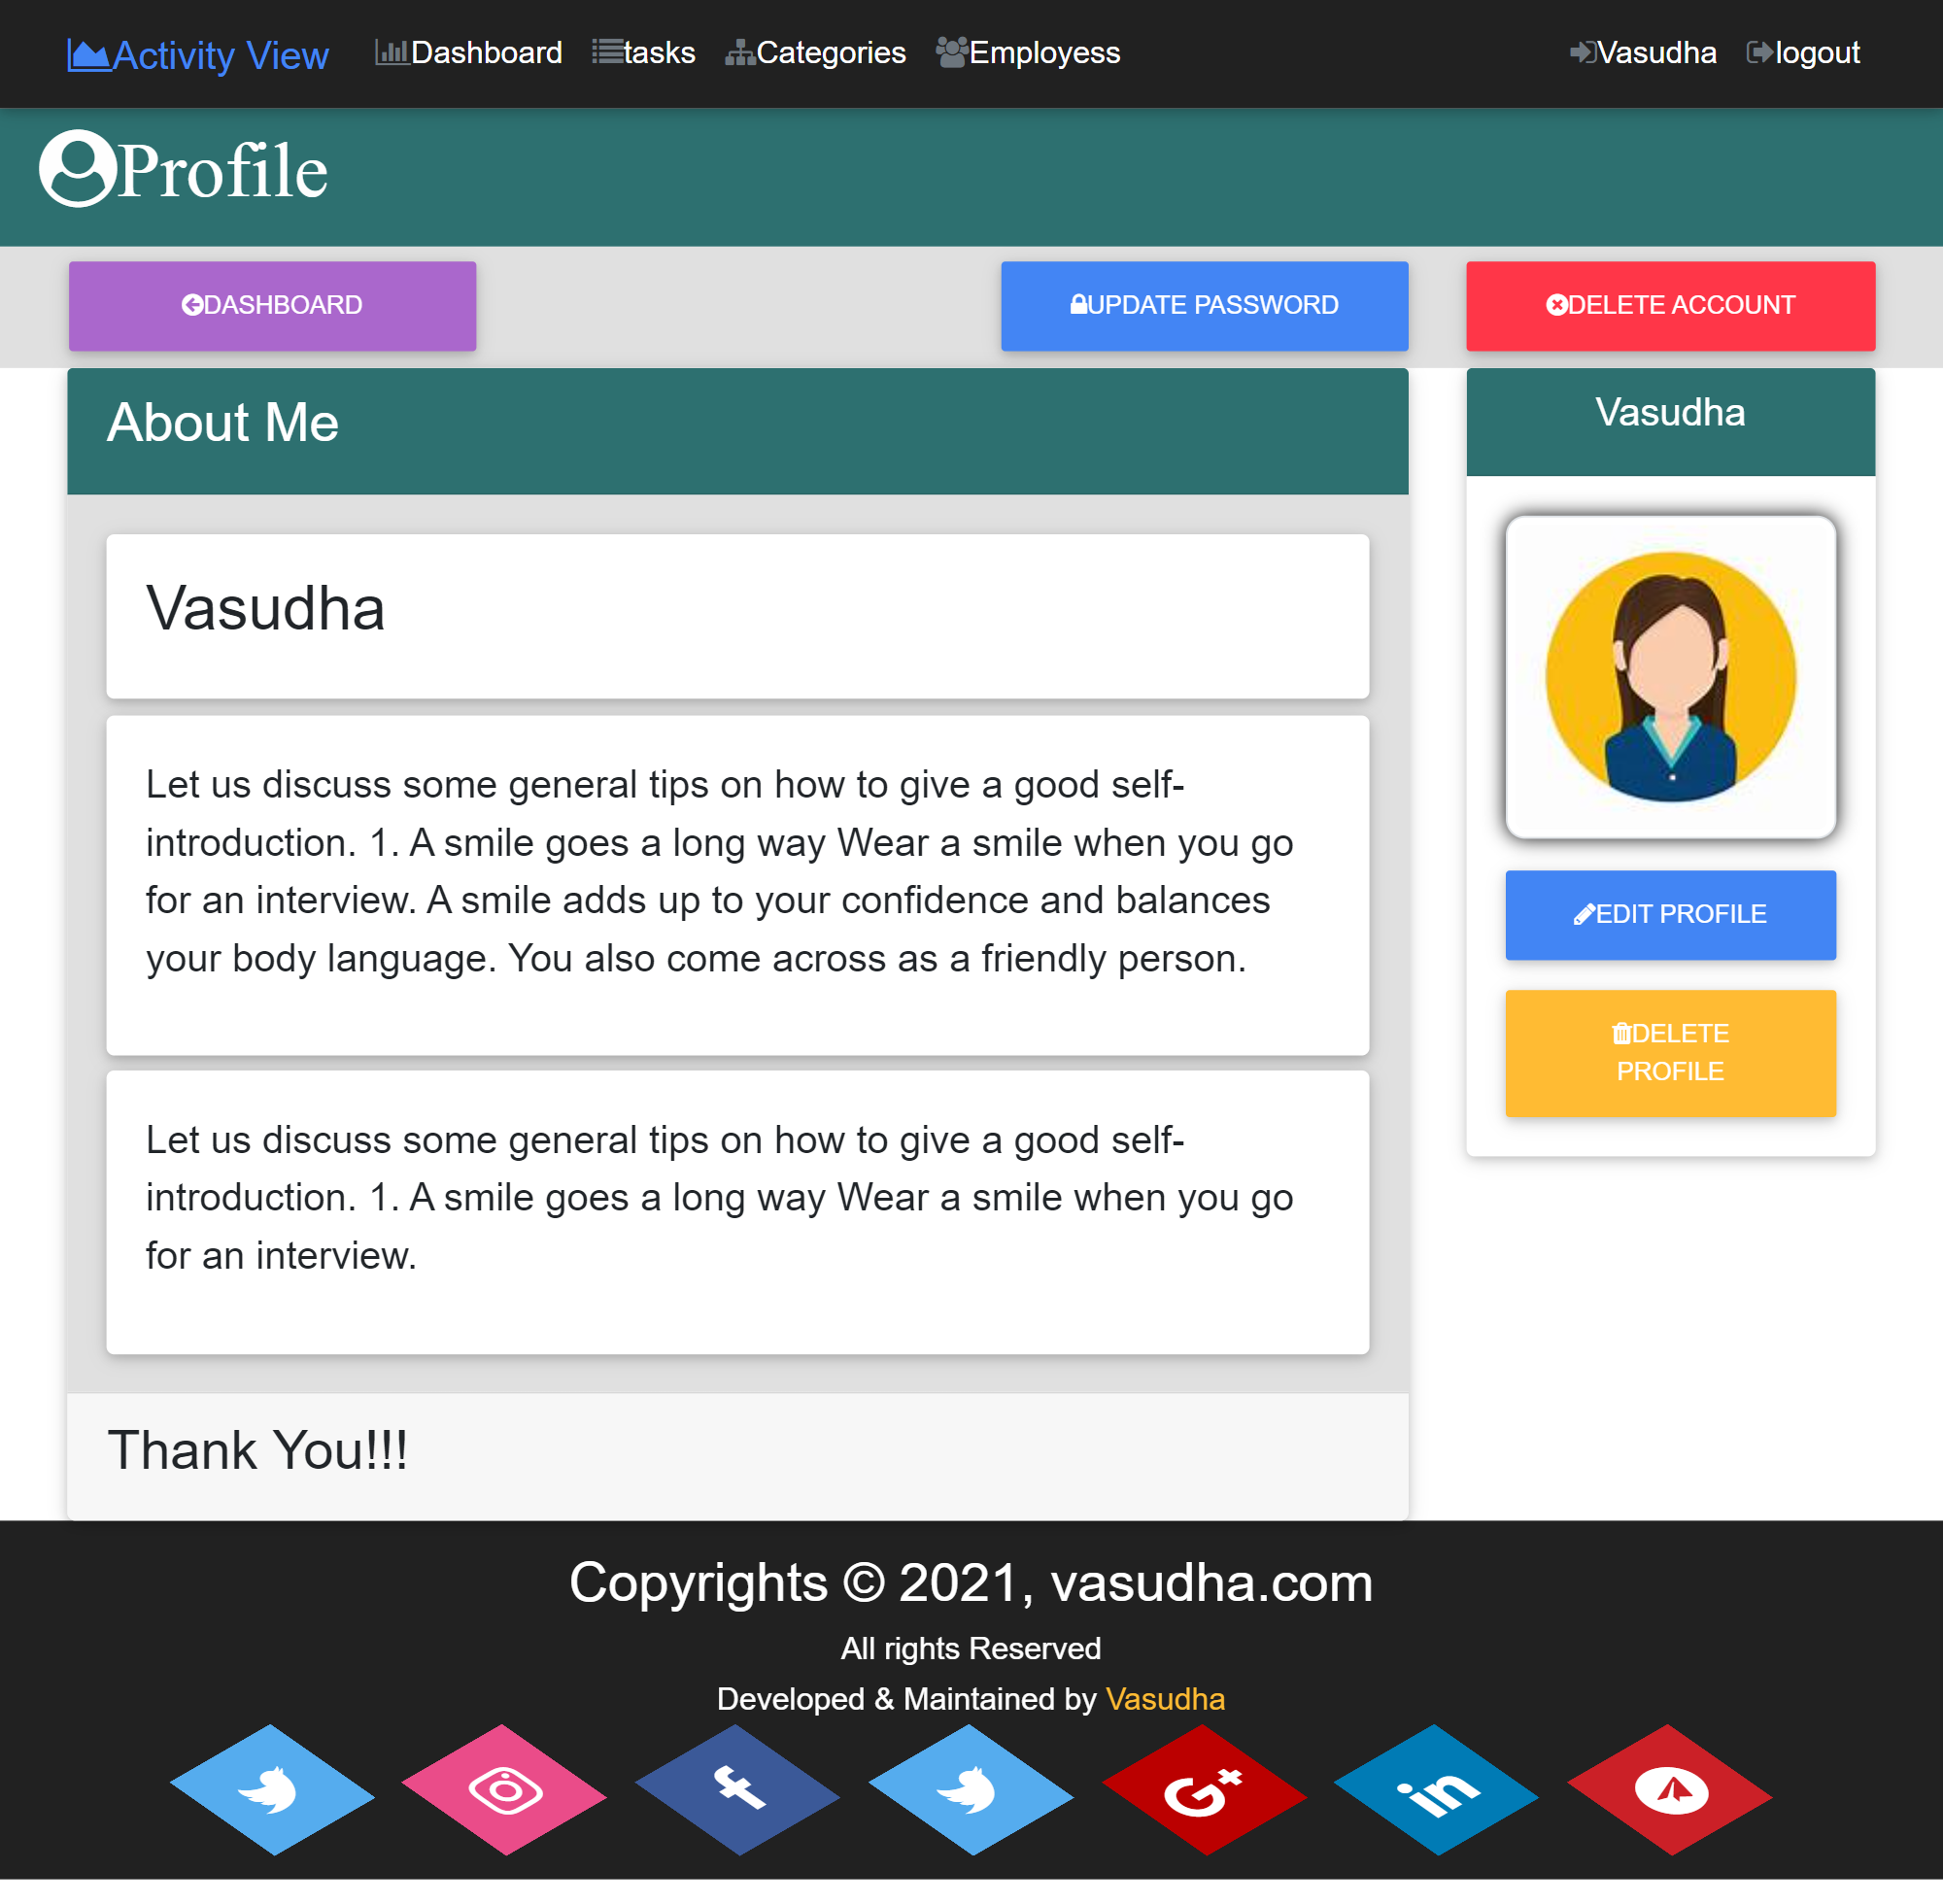 Activity View Dashboard tasks Categories Employess Vasudha logout
Profile
DASHBOARD UPDATE PASSWORD DELETE ACCOUNT
About Me
Vasudha
Let us discuss some general tips on how to give a good self-
introduction. 1. A smile goes a long way Wear a smile when you go
for an interview. A smile adds up to your confidence and balances
your body language. You also come across as a friendly person.
Let us discuss some general tips on how to give a good self-
introduction. 1. A smile goes a long way Wear a smile when you go
for an interview.
Thank You!!!
Vasudha
EDIT PROFILE
DELETE
PROFILE
Copyrights © 2021, vasudha.com
All rights Reserved
Developed & Maintained by Vasudha